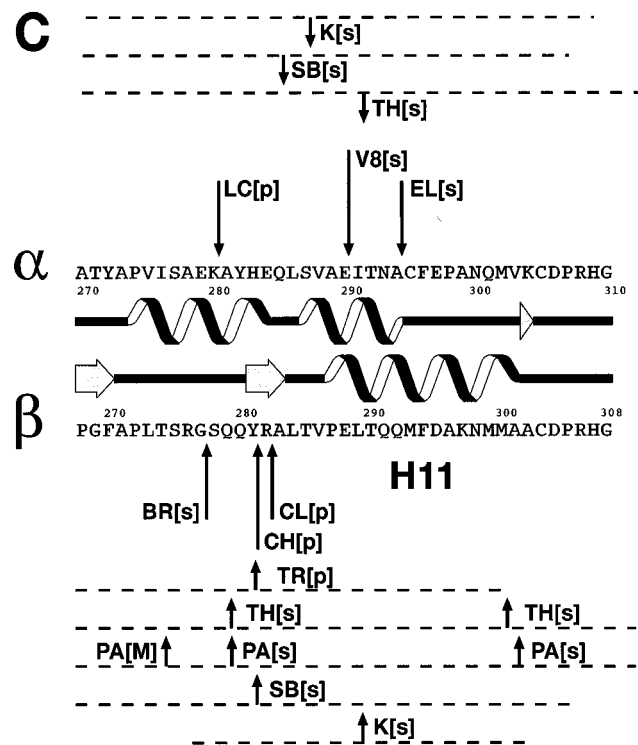 C
K[s]
SB[s]
TH[s]
V8[s]
LC[p] EL[s]
α ATYAPVISAEKAYHEQLSVAEITNACFEPANQMVKCDPRHG
270 280 290 300 310
270 281 290 300 308
β PGFAPLTSRGSQQYRALTVPELTQQMFDAKNMMAACDPRHG
H11
BR[s] CL[p]
CH[p]
TR[p]
TH[s] TH[s]
PA[M] PA[s] PA[s]
SB[s]
K[s]